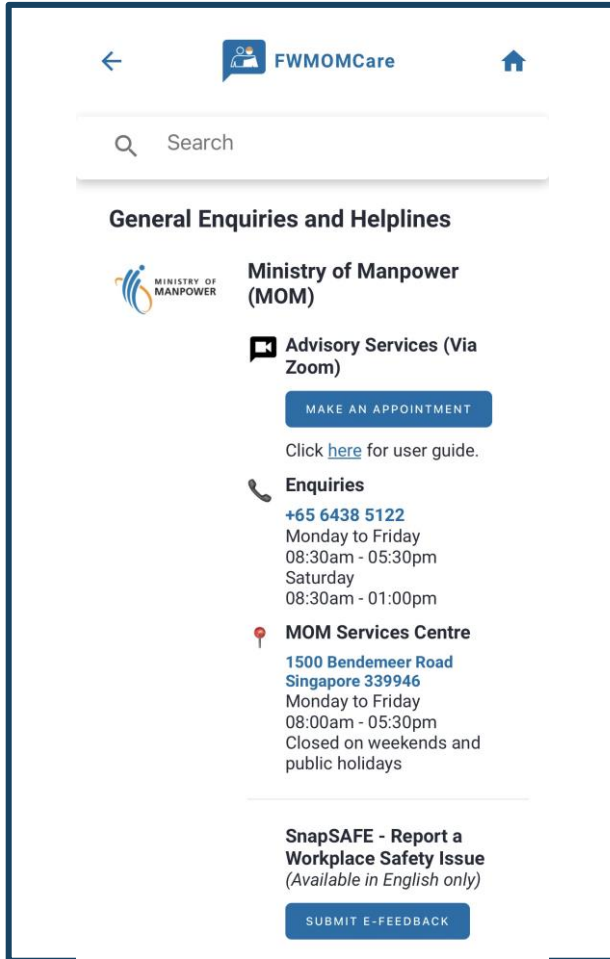 FWMOMCare
Search
General Enquiries and Helplines
MINISTRY OF
MANPOWER
Ministry of Manpower
(MOM)
Advisory Services (Via
Zoom)
MAKE AN APPOINTMENT
Click here for user guide.
Enquiries
+65 6438 5122
Monday to Friday
08:30am - 05:30pm
Saturday
08:30am - 01:00pm
MOM Services Centre
1500 Bendemeer Road
Singapore 339946
Monday to Friday
08:00am - 05:30pm
Closed on weekends and
public holidays
SnapSAFE - Report a
Workplace Safety Issue
(Available in English only)
SUBMIT E-FEEDBACK